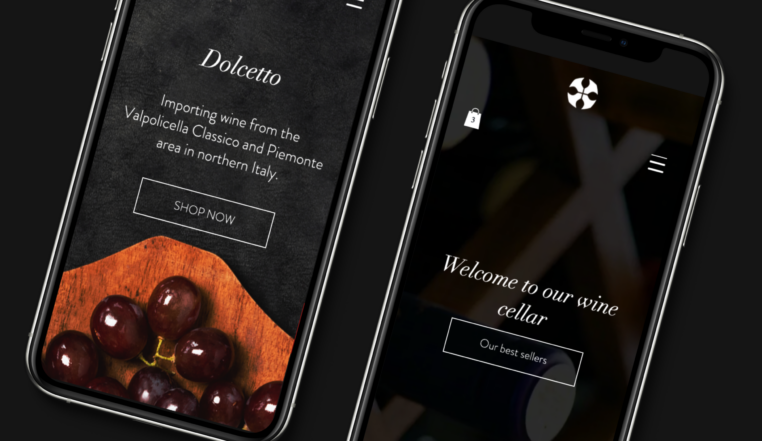 Dolcetto
Importing wine from the
Valpolicella Classico and Piemonte
area in northern Italy.
SHOP NOW
3
Welcome to our wine
cellar
Our best sellers